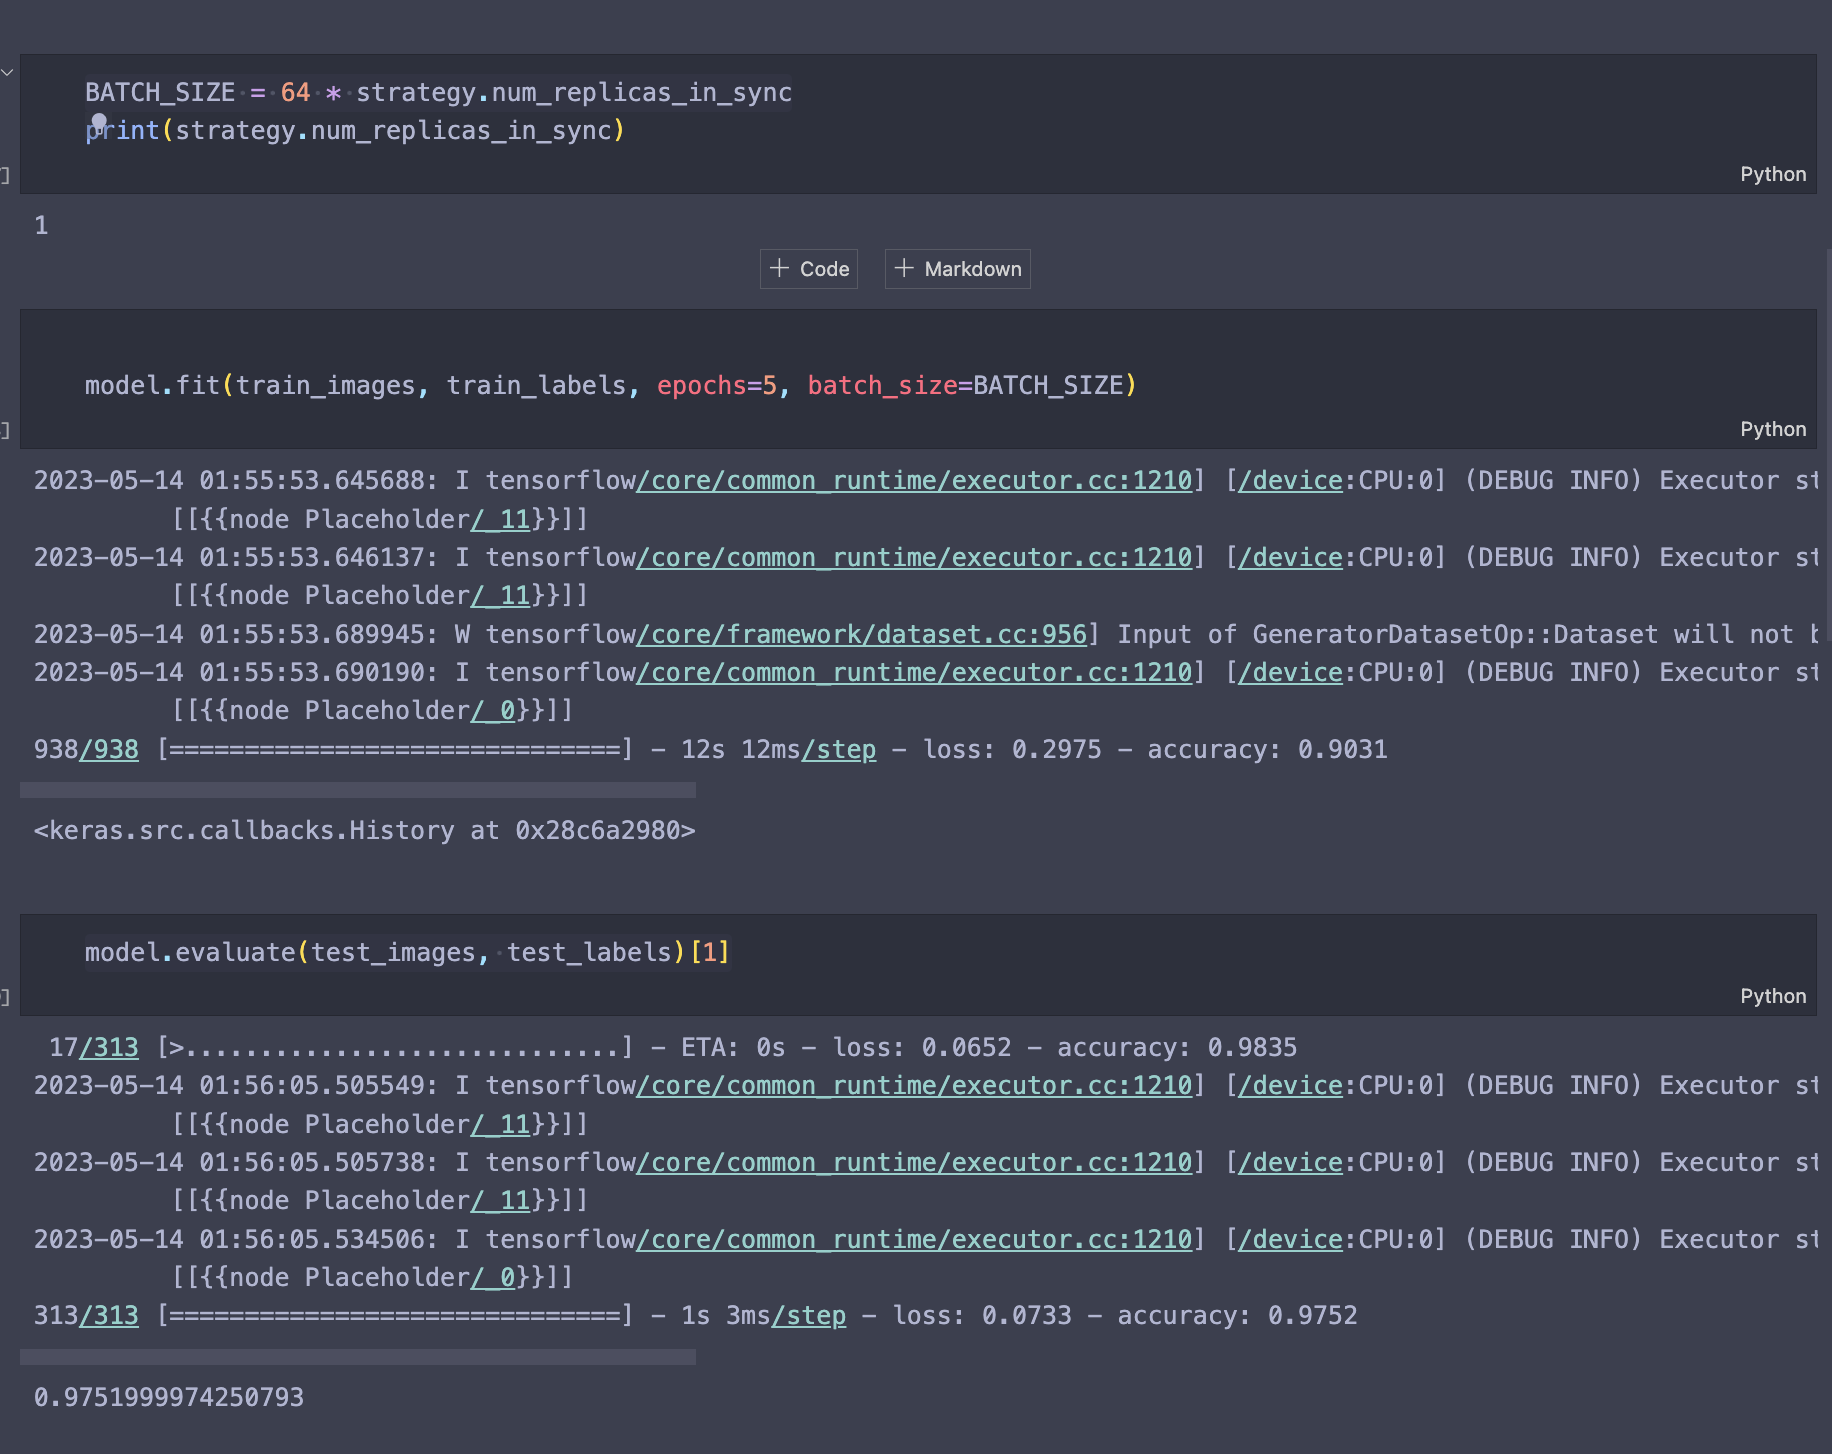 BATCH_SIZE = 64 * strategy.num_replicas_in_sync
print(strategy.num_replicas_in_sync)
]
Python
1
+ Code
+ Markdown
model.fit(train_images, train_labels, epochs=5, batch_size=BATCH_SIZE)
]
Python
2023-05-14 01:55:53.645688: I tensorflow/core/common_runtime/executor.cc:1210] [/device:CPU:0] (DEBUG INFO) Executor st
[[{{node Placeholder/_11}}]]
2023-05-14 01:55:53.646137: I tensorflow/core/common_runtime/executor.cc:1210] [/device:CPU:0] (DEBUG INFO) Executor st
[[{{node Placeholder/_11}}]]
2023-05-14 01:55:53.689945: W tensorflow/core/framework/dataset.cc:956] Input of GeneratorDatasetOp::Dataset will not b
2023-05-14 01:55:53.690190: I tensorflow/core/common_runtime/executor.cc:1210] [/device:CPU:0] (DEBUG INFO) Executor st
[[{{node Placeholder/_0}}]]
938/938 [==============================] - 12s 12ms/step - loss: 0.2975 - accuracy: 0.9031
<keras.src.callbacks.History at 0x28c6a2980>
model.evaluate(test_images, test_labels)[1]
]
Python
17/313 [>.............................] - ETA: 0s - loss: 0.0652 - accuracy: 0.9835
2023-05-14 01:56:05.505549: I tensorflow/core/common_runtime/executor.cc:1210] [/device:CPU:0] (DEBUG INFO) Executor st
[[{{node Placeholder/_11}}]]
2023-05-14 01:56:05.505738: I tensorflow/core/common_runtime/executor.cc:1210] [/device:CPU:0] (DEBUG INFO) Executor st
[[{{node Placeholder/_11}}]]
2023-05-14 01:56:05.534506: I tensorflow/core/common_runtime/executor.cc:1210] [/device:CPU:0] (DEBUG INFO) Executor st
[[{{node Placeholder/_0}}]]
313/313 [==============================] - 1s 3ms/step - loss: 0.0733 - accuracy: 0.9752
0.9751999974250793